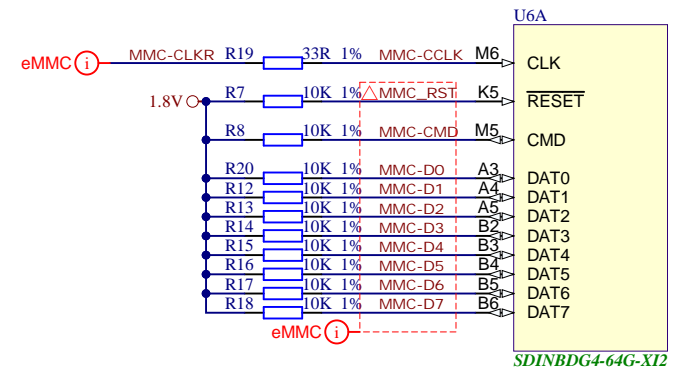 U6A
eMMC i MMC-CLKR R19 33R 1% MMC-CCLK M6 CLK
1.8V R7 10K 1% MMC_RST K5 RESET
R8 10K 1% MMC-CMD M5 CMD
R20 10K 1% MMC-D0 A3 DAT0
R12 10K 1% MMC-D1 A4 DAT1
R13 10K 1% MMC-D2 A5 DAT2
R14 10K 1% MMC-D3 B2 DAT3
R15 10K 1% MMC-D4 B3 DAT4
R16 10K 1% MMC-D5 B4 DAT5
R17 10K 1% MMC-D6 B5 DAT6
R18 10K 1% MMC-D7 B6 DAT7
eMMC i
SDINBDG4-64G-XI2